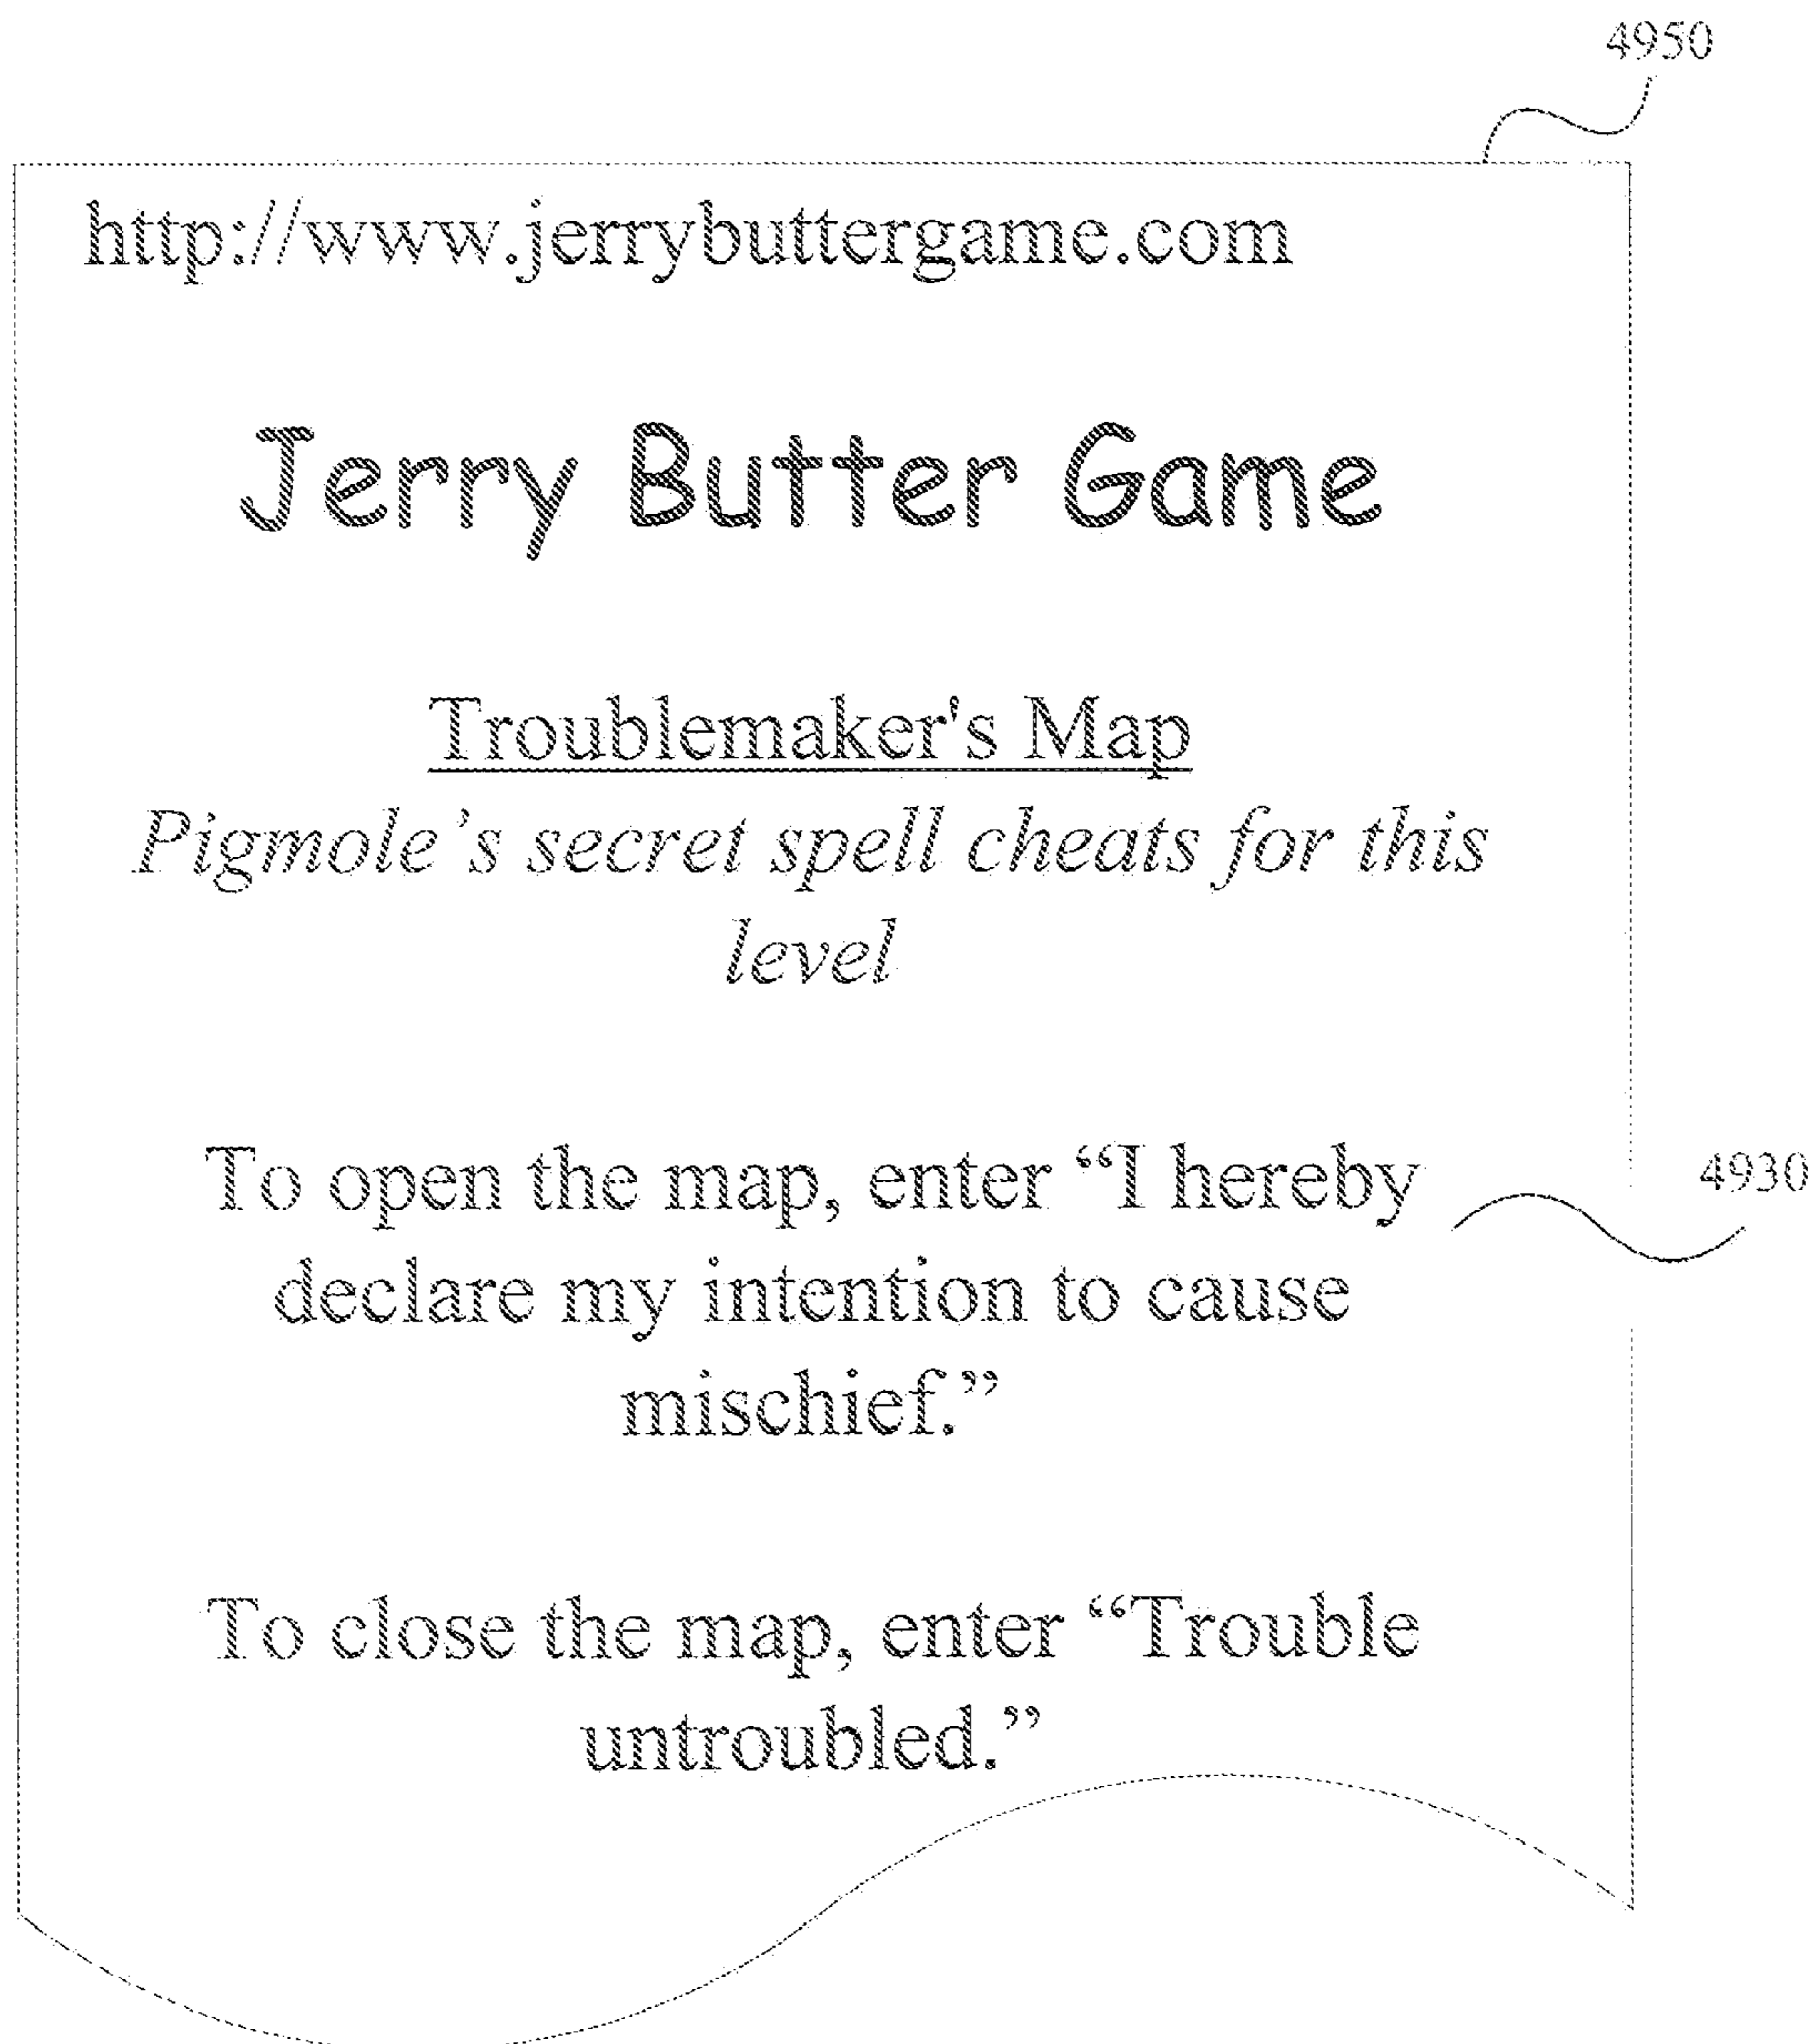 4950
http://www.jerrybuttergame.com
Jerry Butter Game
Troublemaker's Map
Pigmole’s secret spell cheats for this
level
To open the map, enter “I hereby
4930
declare my intention to cause
mischief.”
To close the map, enter “Trouble
untroubled.”